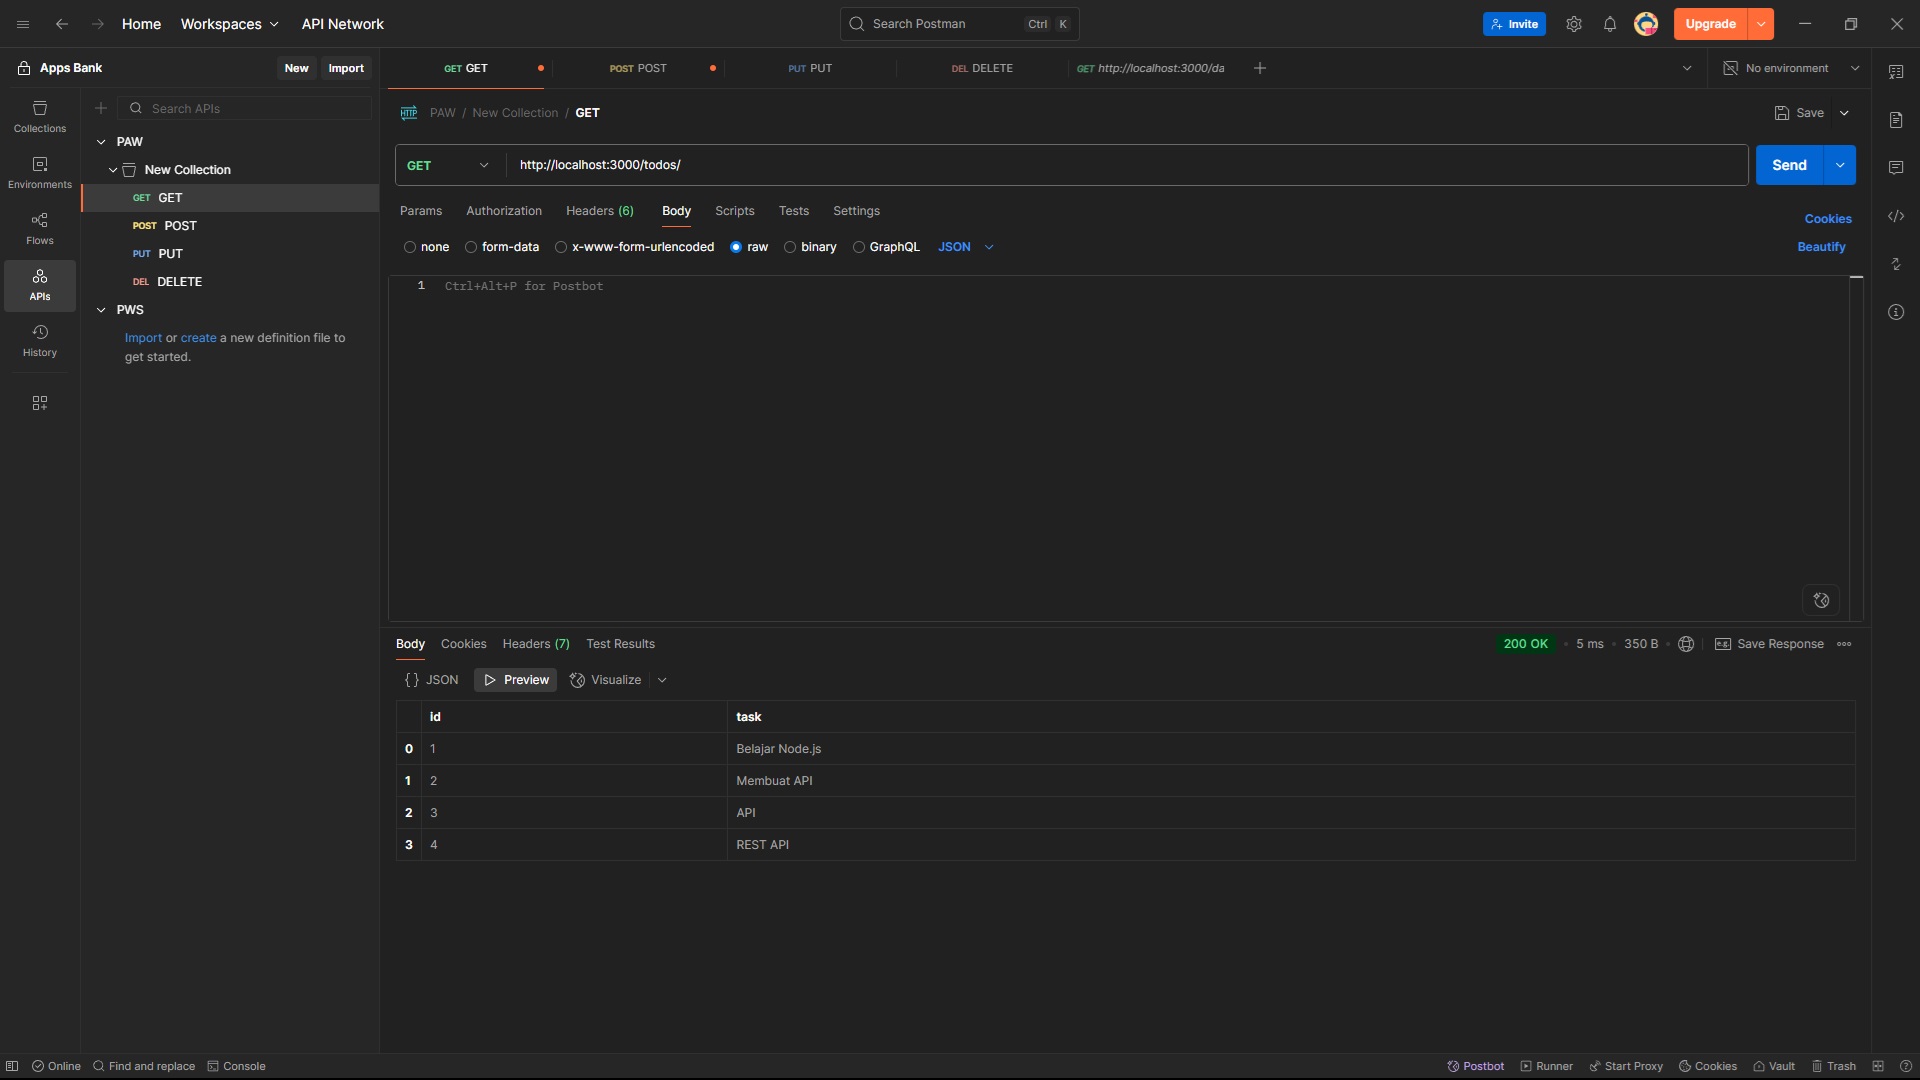 Home Workspaces API Network Search Postman Ctrl K Invite Upgrade
Apps Bank New Import
GET GET POST POST PUT PUT DEL DELETE GET http://localhost:3000/da No environment
Collections
Environments
Flows
APIs
History
Search APIs
PAW
New Collection
GET GET
POST POST
PUT PUT
DEL DELETE
PWS
Import or create a new definition file to
get started.
HTTP PAW / New Collection / GET Save
GET http://localhost:3000/todos/ Send
Params Authorization Headers (6) Body Scripts Tests Settings Cookies
none form-data x-www-form-urlencoded raw binary GraphQL JSON Beautify
1 Ctrl+Alt+P for Postbot
Body Cookies Headers (7) Test Results 200 OK • 5 ms • 350 B e.g. Save Response
{} JSON Preview Visualize
id task
0 1 Belajar Node.js
1 2 Membuat API
2 3 API
3 4 REST API
Online Find and replace Console Postbot Runner Start Proxy Cookies Vault Trash